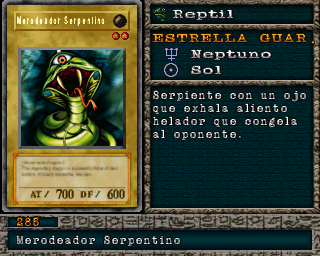 Merodeador Serpentino
AT/ 700 DF/ 600
Reptil
ESTRELLA GUAR.
Neptuno
Sol
Serpiente con un ojo
que exhala aliento
helador que congela
al oponente.
285
Merodeador Serpentino